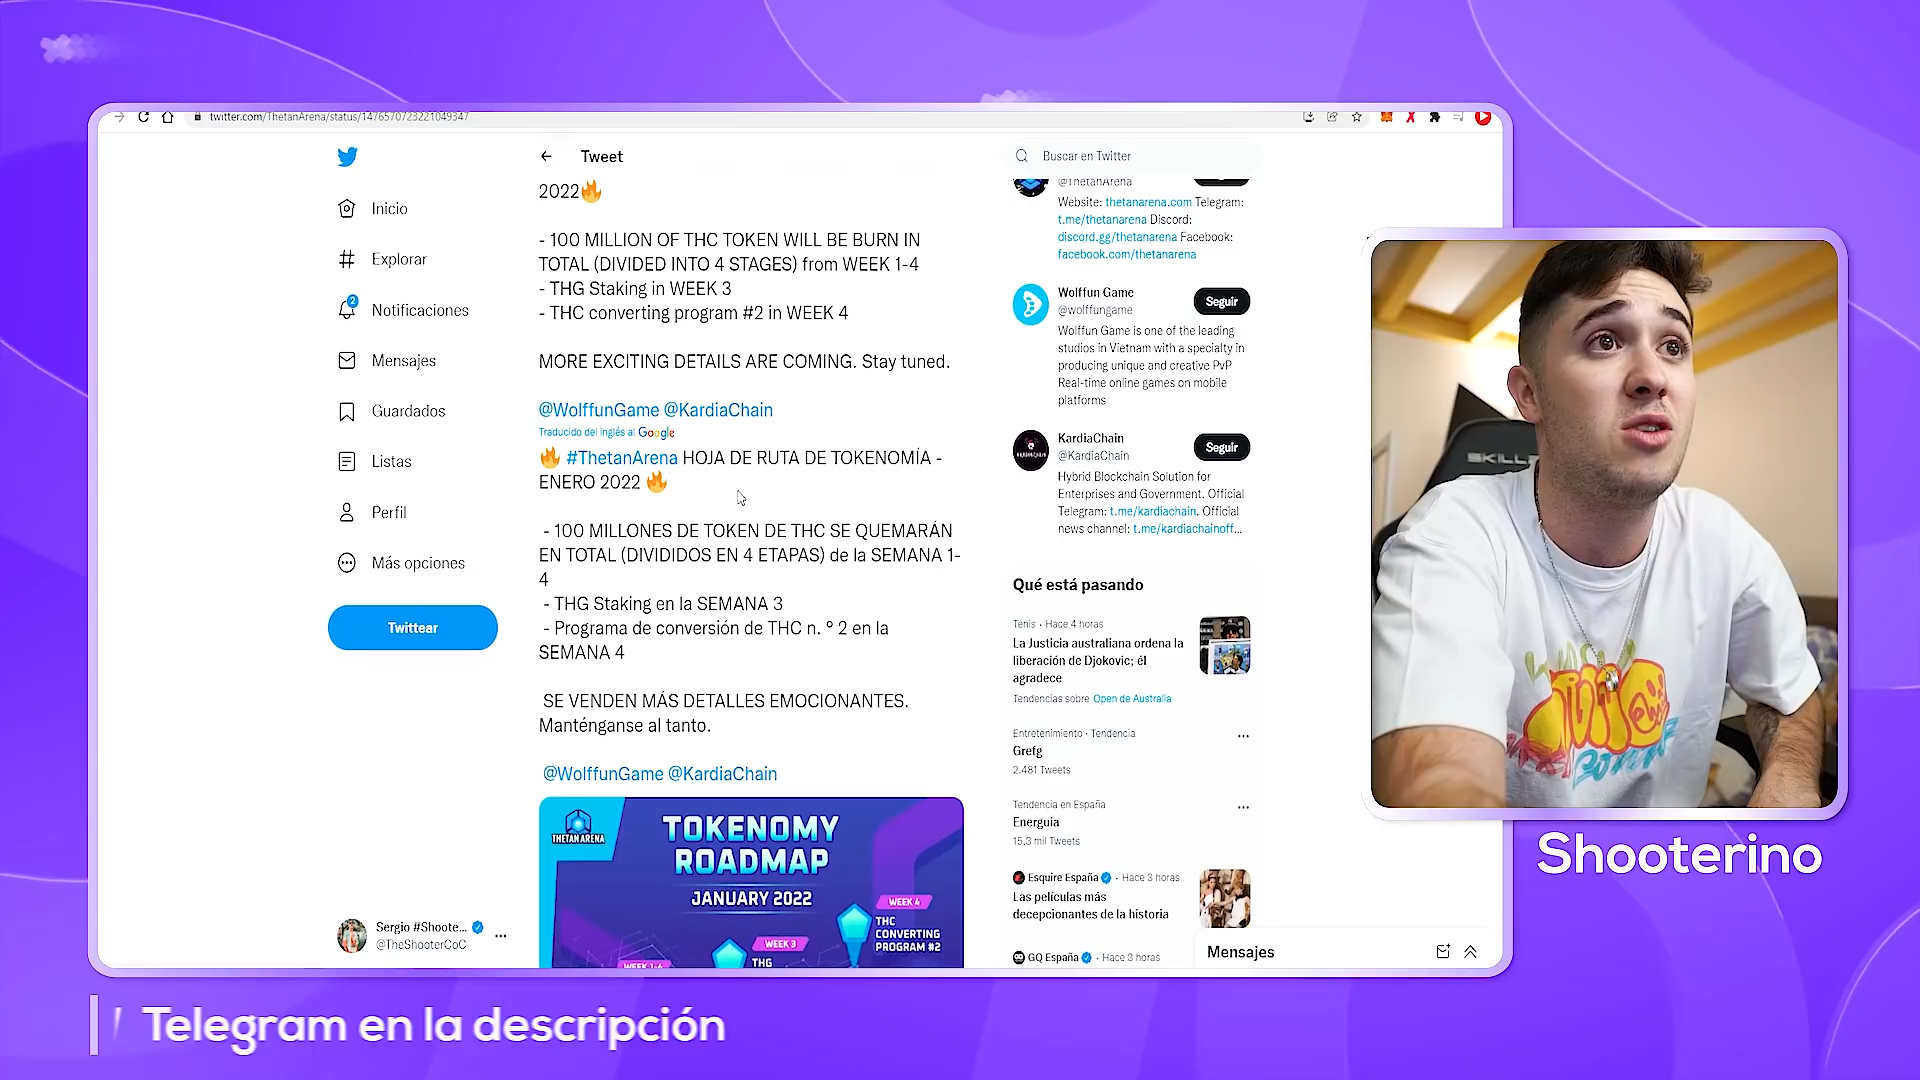 twitter.com/ThetanArena/status/1476570723221049347
Tweet
Buscar en Twitter
Inicio
Explorar
2
Notificaciones
Mensajes
Guardados
Listas
Perfil
Más opciones
Twittear
Sergio #Shoote...
@TheShooterCoC
2022🔥
- 100 MILLION OF THC TOKEN WILL BE BURN IN
TOTAL (DIVIDED INTO 4 STAGES) from WEEK 1-4
- THG Staking in WEEK 3
- THC converting program #2 in WEEK 4
MORE EXCITING DETAILS ARE COMING. Stay tuned.
@WolffunGame @KardiaChain
Traducido del inglés al Google
🔥 #ThetanArena HOJA DE RUTA DE TOKENOMÍA -
ENERO 2022 🔥
- 100 MILLONES DE TOKEN DE THC SE QUEMARÁN
EN TOTAL (DIVIDIDOS EN 4 ETAPAS) de la SEMANA 1-
4
- THG Staking en la SEMANA 3
- Programa de conversión de THC n. º 2 en la
SEMANA 4
SE VENDEN MÁS DETALLES EMOCIONANTES.
Manténganse al tanto.
@WolffunGame @KardiaChain
THETAN ARENA
TOKENOMY
ROADMAP
JANUARY 2022
WEEK 4
THC
CONVERTING
PROGRAM #2
WEEK 3
THG
WEEK 1-4
@ThetanArena
Website: thetanarena.com Telegram:
t.me/thetanarena Discord:
discord.gg/thetanarena Facebook:
facebook.com/thetanarena
Wolffun Game
@wolffungame
Seguir
Wolffun Game is one of the leading
studios in Vietnam with a specialty in
producing unique and creative PvP
Real-time online games on mobile
platforms
KardiaChain
@KardiaChain
Seguir
Hybrid Blockchain Solution for
Enterprises and Government. Official
Telegram: t.me/kardiachain. Official
news channel: t.me/kardiachainoff...
Qué está pasando
Tenis · Hace 4 horas
La Justicia australiana ordena la
liberación de Djokovic; él
agradece
Tendencias sobre Open de Australia
Entretenimiento · Tendencia
Grefg
2.481 Tweets
Tendencia en España
Energuia
15,3 mil Tweets
Esquire España · Hace 3 horas
Las películas más
decepcionantes de la historia
GQ España · Hace 3 horas
Mensajes
Shooterino
Telegram en la descripción